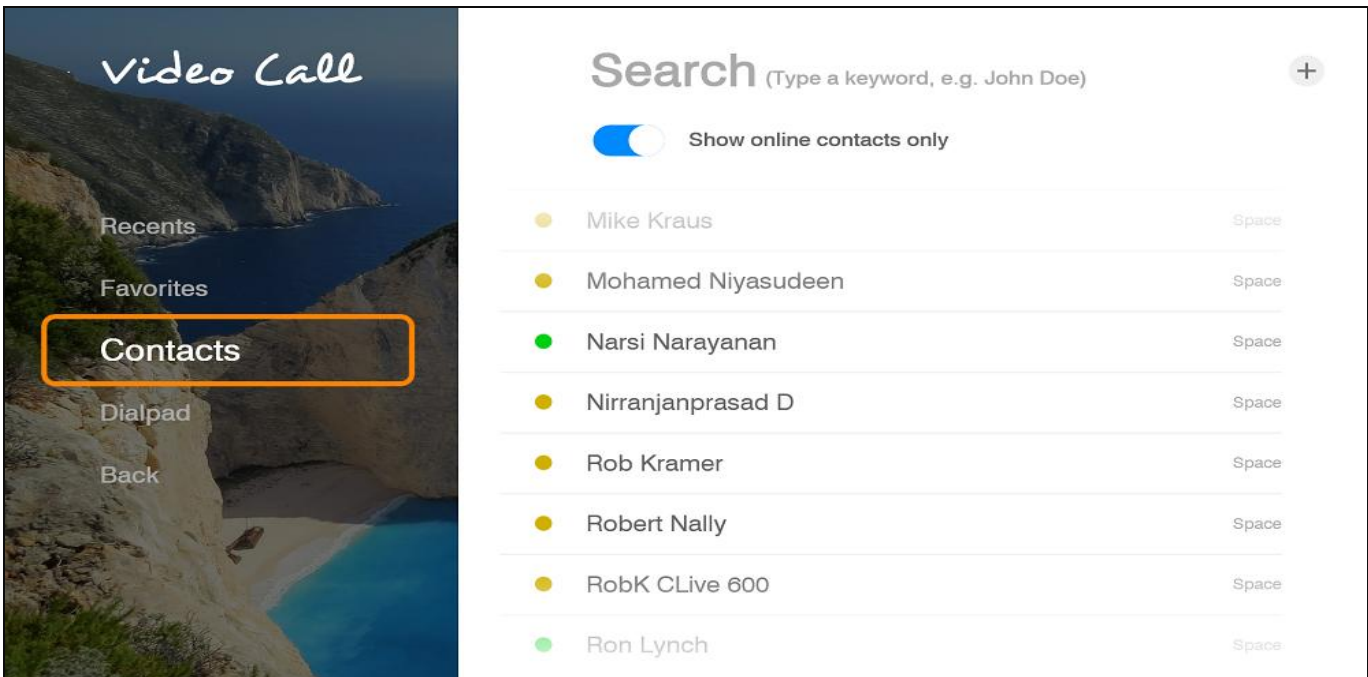 Video Call
Recents
Favorites
Contacts
Dialpad
Back
Search (Type a keyword, e.g. John Doe)
+
Show online contacts only
Mike Kraus Space
Mohamed Niyasudeen Space
Narsi Narayanan Space
Nirranjanprasad D Space
Rob Kramer Space
Robert Nally Space
RobK CLive 600 Space
Ron Lynch Space